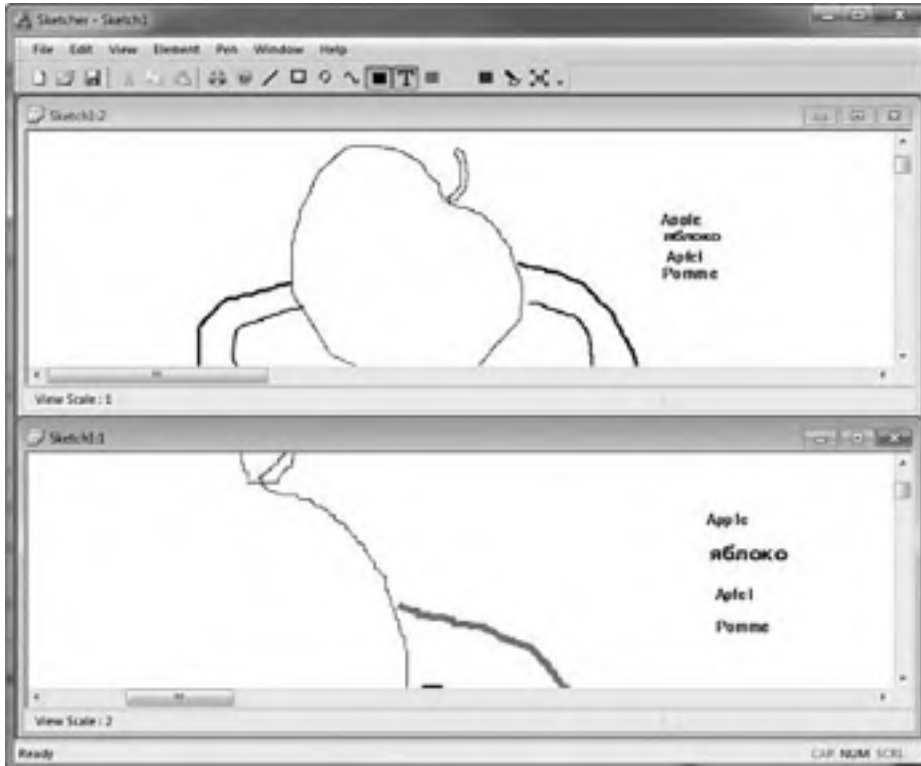 Sketcher - Sketch1
File Edit View Element Pen Window Help
Sketch1:2
Apple
яблоко
Apfel
Pomme
View Scale : 1
Sketch1:1
Apple
яблоко
Apfel
Pomme
View Scale : 2
Ready CAP NUM SCRL